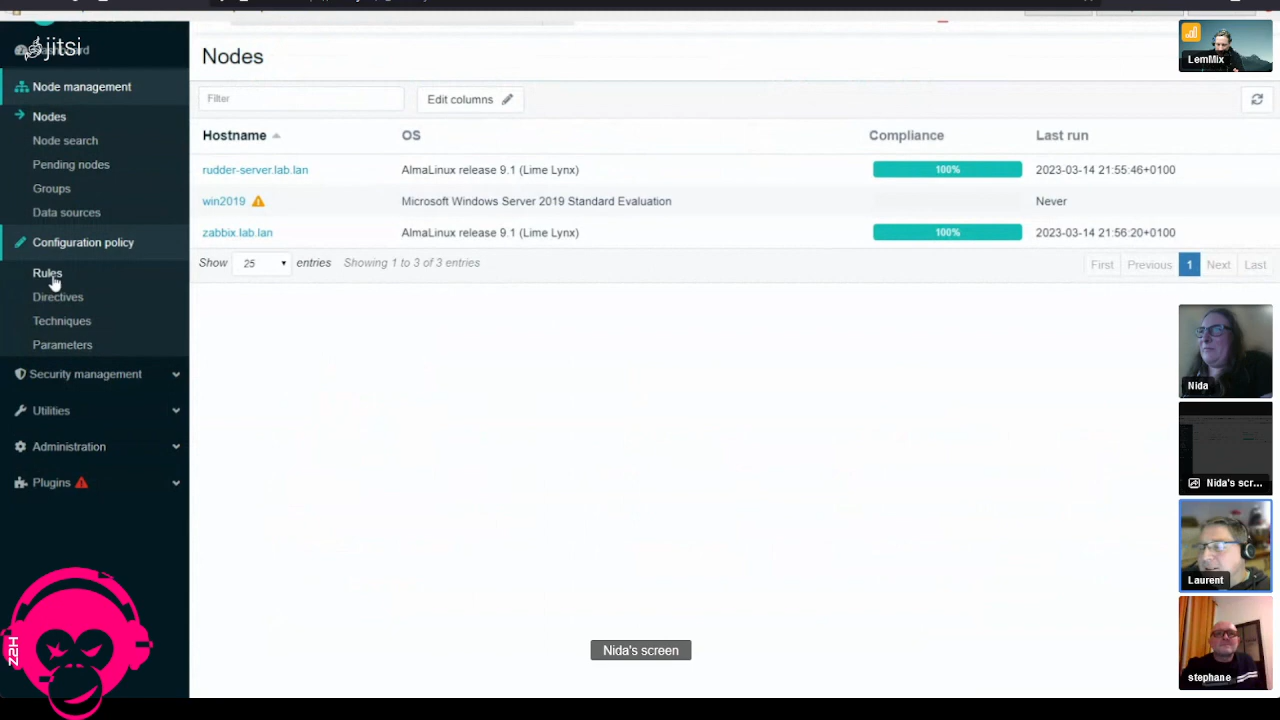 jitsi
Node management
Nodes
Node search
Pending nodes
Groups
Data sources
Configuration policy
Rules
Directives
Techniques
Parameters
Security management
Utilities
Administration
Plugins
Z2H
Nodes
Filter
Edit columns
Hostname OS Compliance Last run
rudder-server.lab.lan AlmaLinux release 9.1 (Lime Lynx) 100% 2023-03-14 21:55:46+0100
win2019 Microsoft Windows Server 2019 Standard Evaluation Never
zabbix.lab.lan AlmaLinux release 9.1 (Lime Lynx) 100% 2023-03-14 21:56:20+0100
Show 25 entries Showing 1 to 3 of 3 entries First Previous 1 Next Last
Nida's screen
LemMix
Nida
Nida's scr...
Laurent
stephane